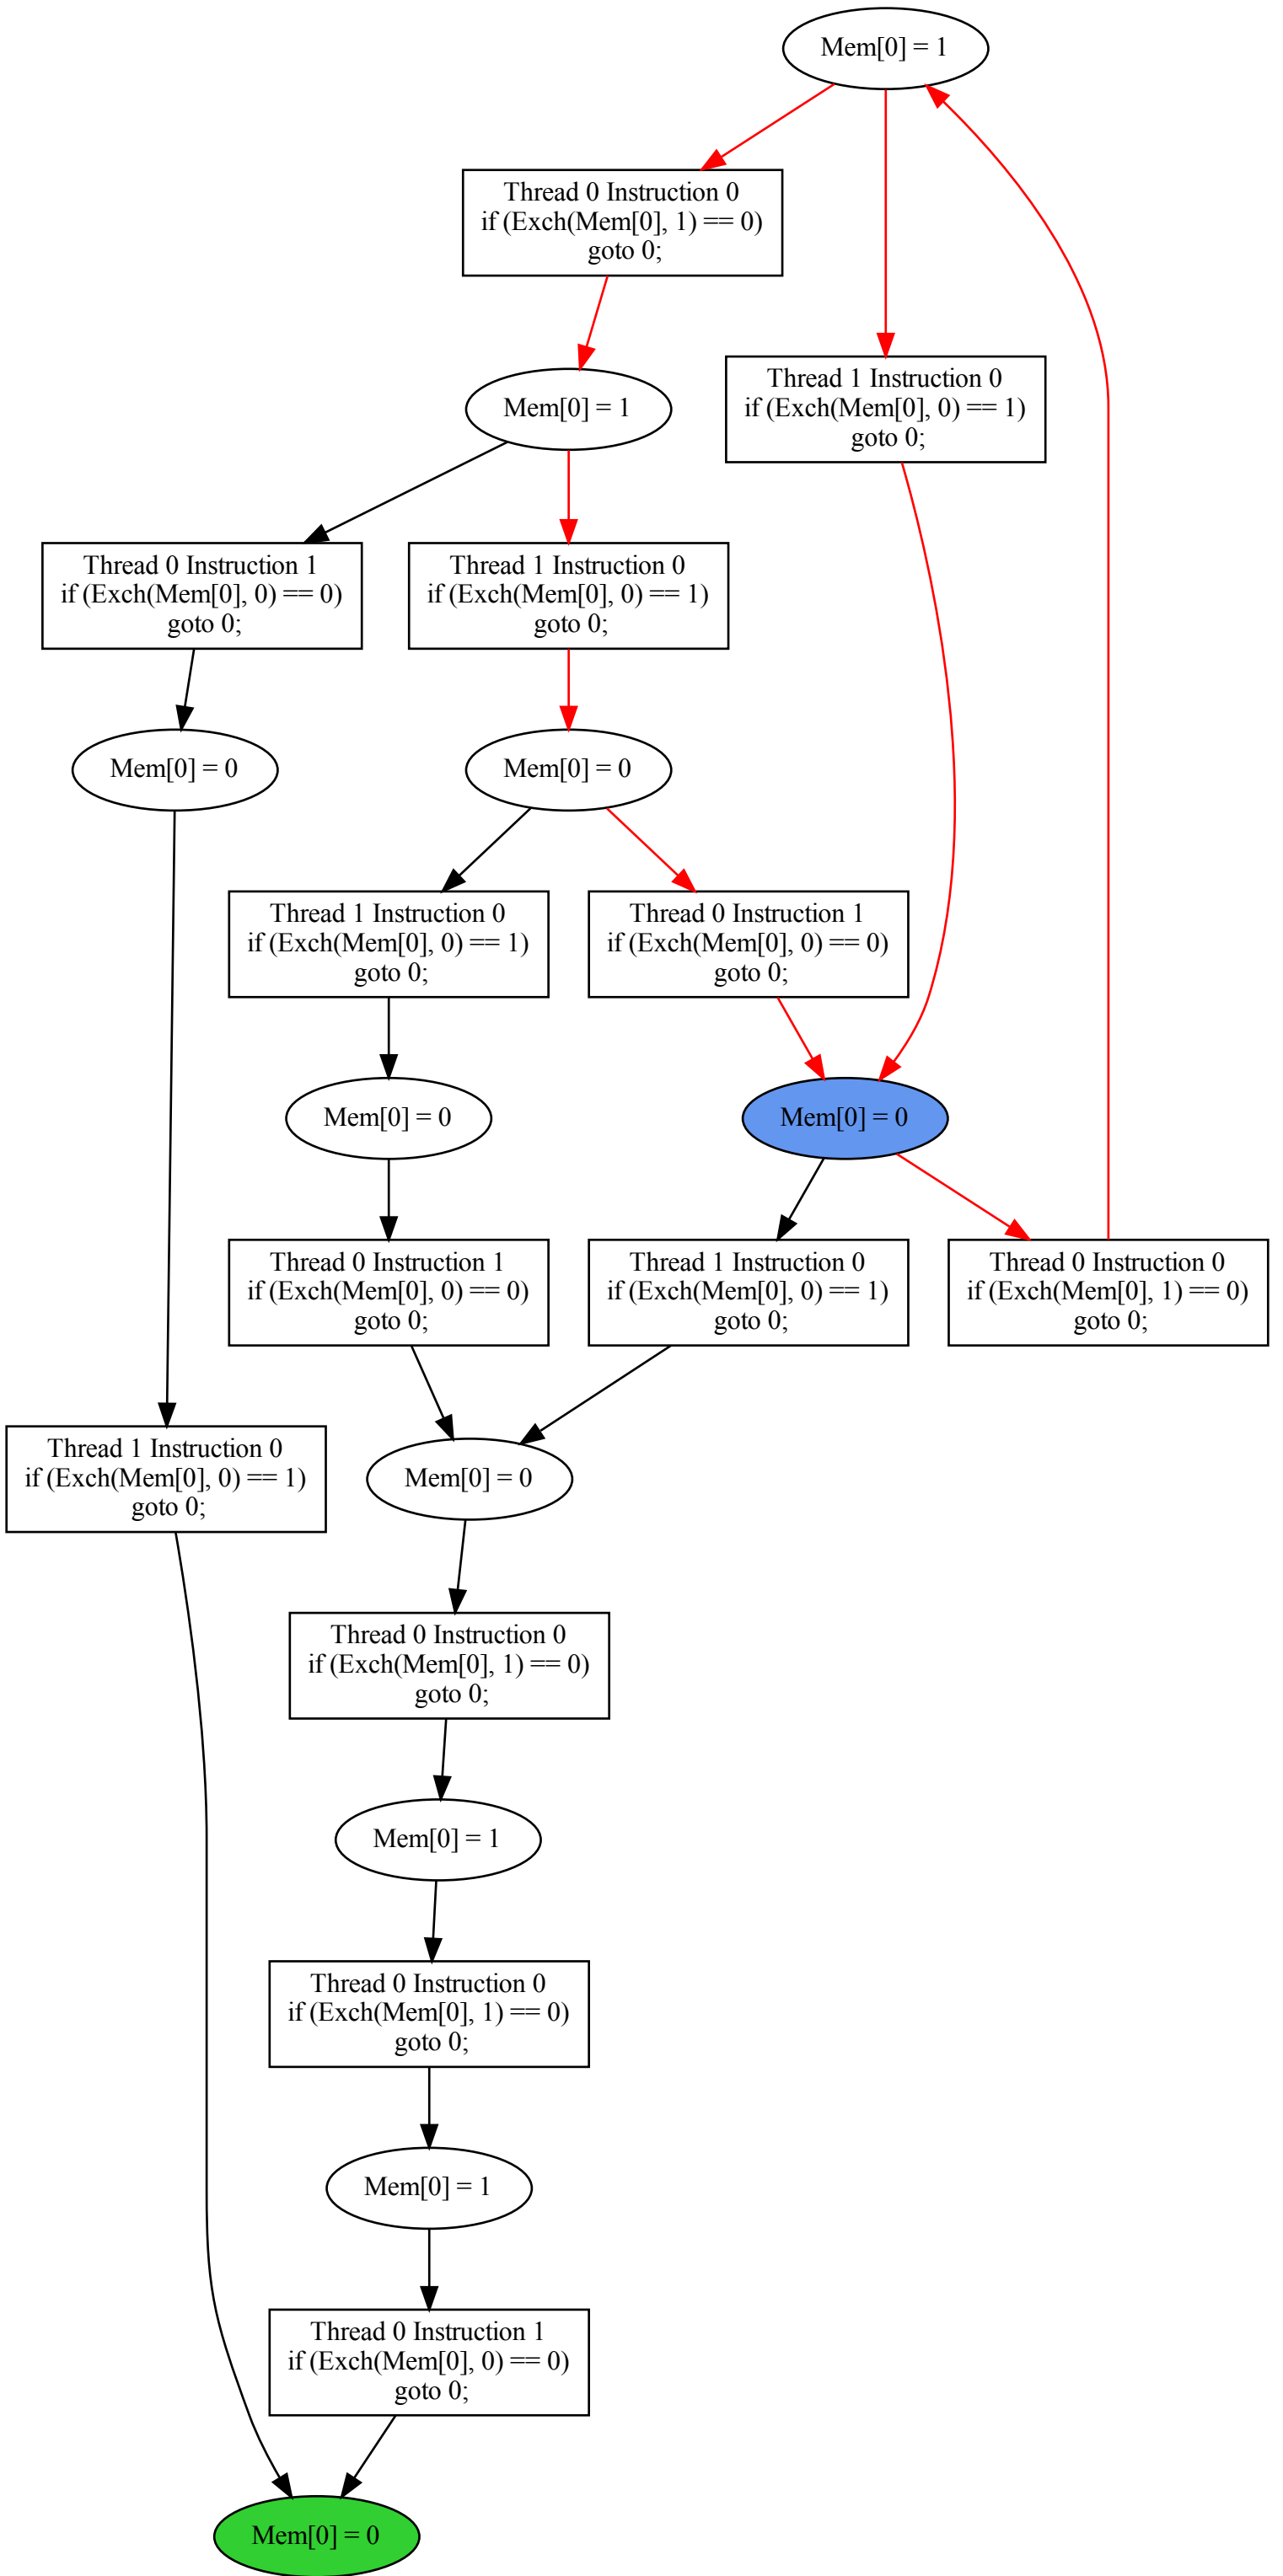 Mem[0] = 1
Thread 0 Instruction 0
if (Exch(Mem[0], 1) == 0)
goto 0;
Thread 1 Instruction 0
if (Exch(Mem[0], 0) == 1)
goto 0;
Mem[0] = 1
Thread 0 Instruction 1
if (Exch(Mem[0], 0) == 0)
goto 0;
Thread 1 Instruction 0
if (Exch(Mem[0], 0) == 1)
goto 0;
Mem[0] = 0
Mem[0] = 0
Thread 1 Instruction 0
if (Exch(Mem[0], 0) == 1)
goto 0;
Thread 0 Instruction 1
if (Exch(Mem[0], 0) == 0)
goto 0;
Mem[0] = 0
Mem[0] = 0
Thread 0 Instruction 1
if (Exch(Mem[0], 0) == 0)
goto 0;
Thread 1 Instruction 0
if (Exch(Mem[0], 0) == 1)
goto 0;
Thread 0 Instruction 0
if (Exch(Mem[0], 1) == 0)
goto 0;
Thread 1 Instruction 0
if (Exch(Mem[0], 0) == 1)
goto 0;
Mem[0] = 0
Thread 0 Instruction 0
if (Exch(Mem[0], 1) == 0)
goto 0;
Mem[0] = 1
Thread 0 Instruction 0
if (Exch(Mem[0], 1) == 0)
goto 0;
Mem[0] = 1
Thread 0 Instruction 1
if (Exch(Mem[0], 0) == 0)
goto 0;
Mem[0] = 0